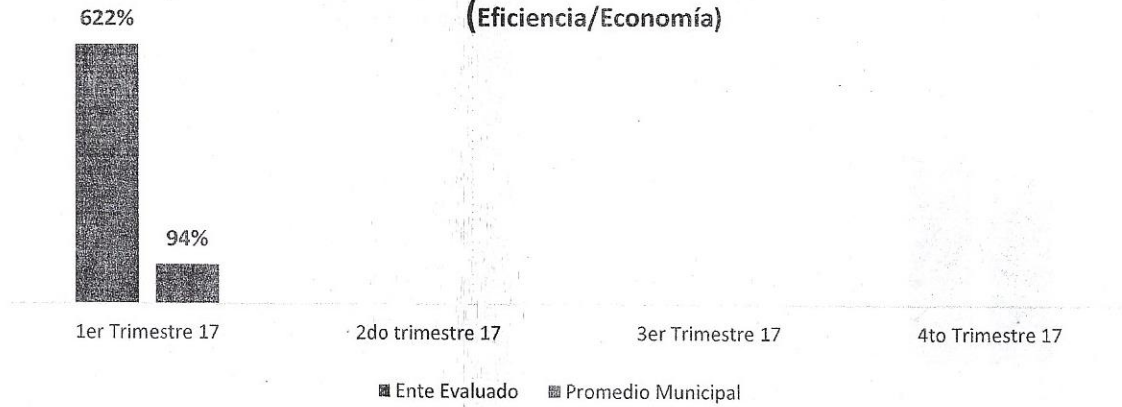 (Eficiencia/Economía)
622%
94%
1er Trimestre 17
2do trimestre 17
3er Trimestre 17
4to Trimestre 17
Ente Evaluado
Promedio Municipal